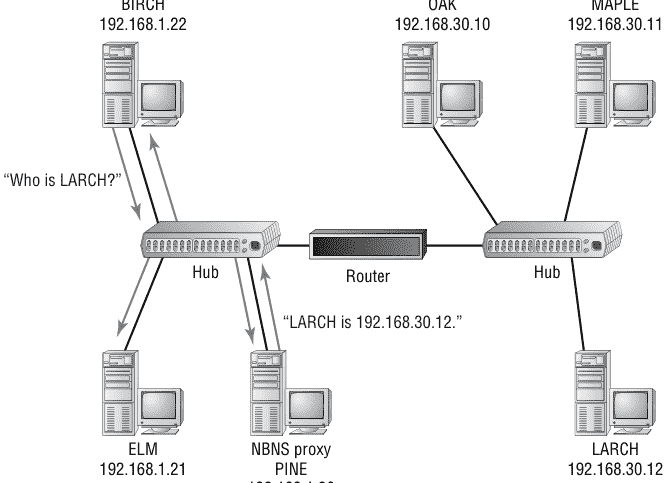 BIRCH
192.168.1.22
OAK
192.168.30.10
MAPLE
192.168.30.11
“Who is LARCH?”
Hub
Router
Hub
“LARCH is 192.168.30.12.”
ELM
192.168.1.21
NBNS proxy
PINE
LARCH
192.168.30.12